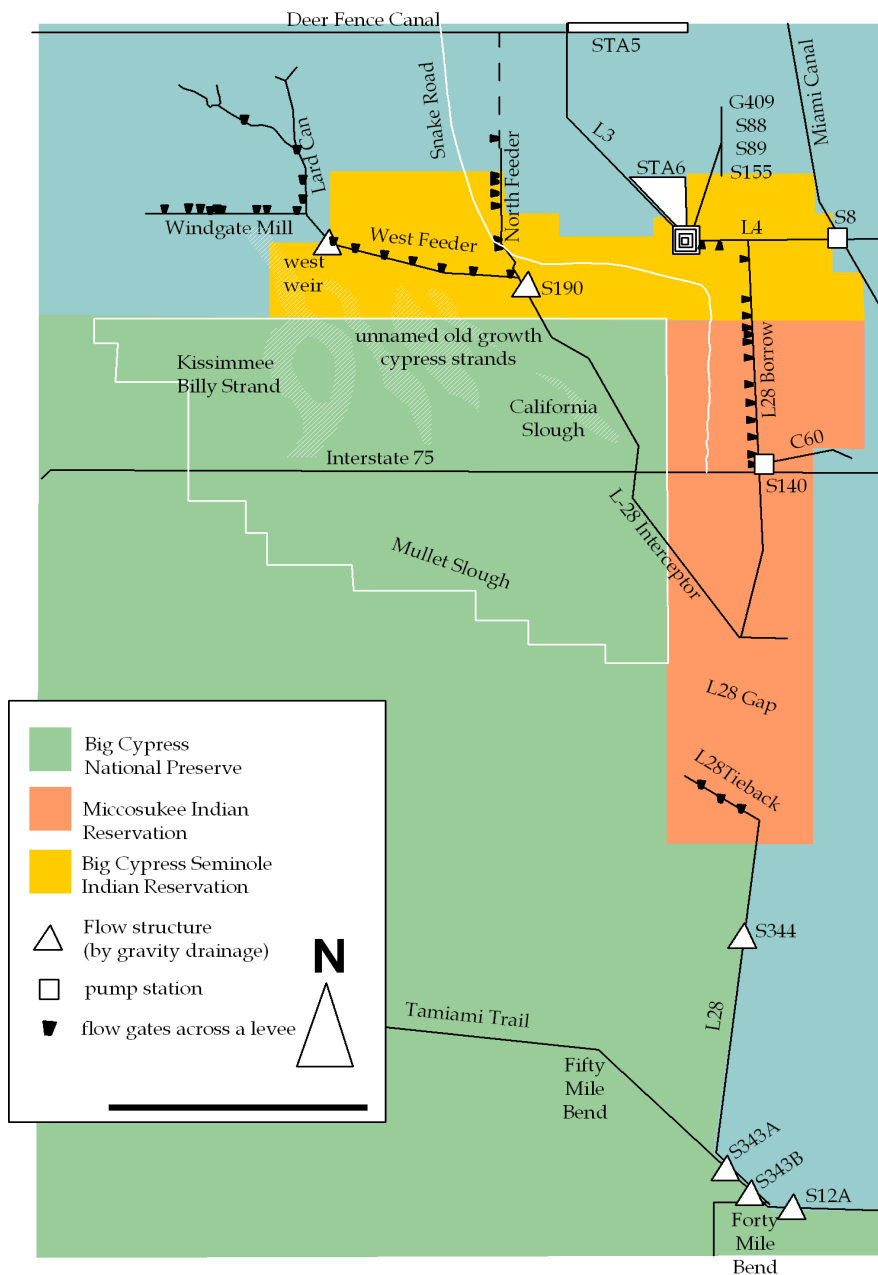 Deer Fence Canal
STA5
Snake Road
Miami Canal
Lard Can
L3
G409
S88
S89
S155
STA6
North Feeder
Windgate Mill
West Feeder
L4
S8
west
weir
S190
unnamed old growth
cypress strands
Kissimmee
Billy Strand
L28 Borrow
California
Slough
C60
Interstate 75
S140
L-28 Interceptor
Mullet Slough
L28 Gap
L28Tieback
Big Cypress
National Preserve
Miccosukee Indian
Reservation
Big Cypress Seminole
Indian Reservation
Flow structure
(by gravity drainage)
N
pump station
flow gates across a levee
S344
L28
Tamiami Trail
Fifty
Mile
Bend
S343A
S343B
S12A
Forty
Mile
Bend